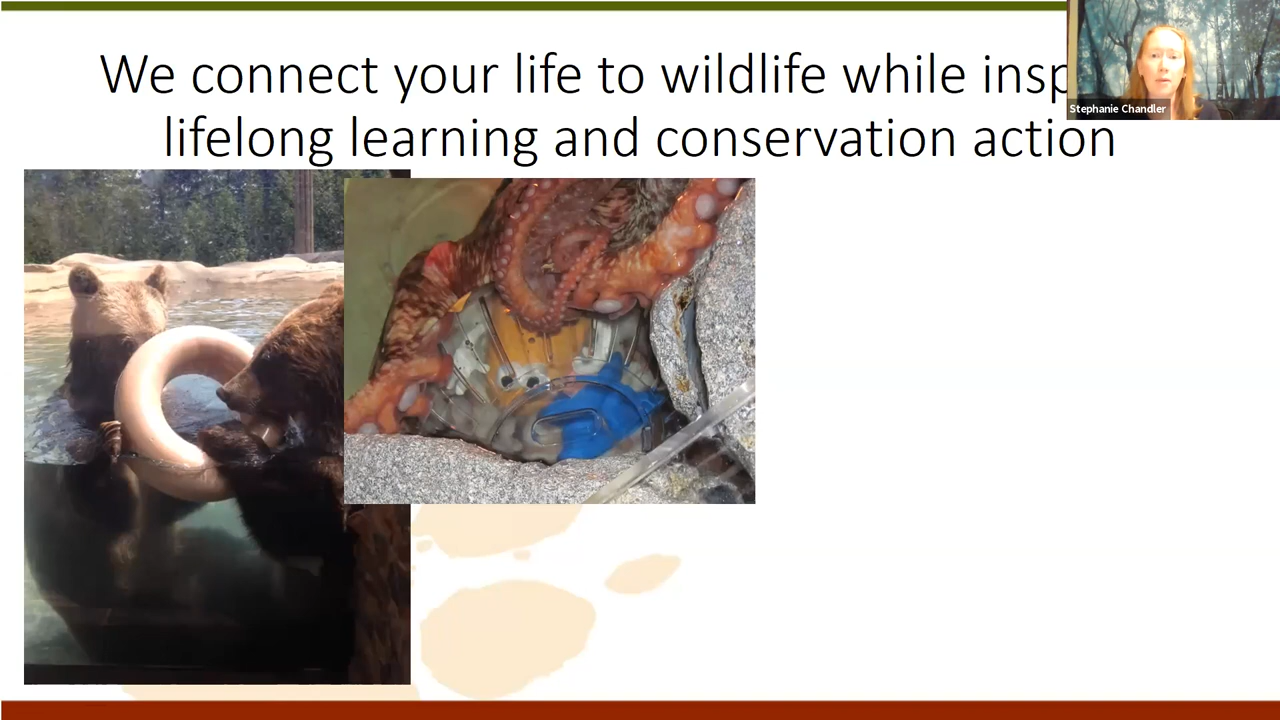 We connect your life to wildlife while insp
lifelong learning and conservation action
Stephanie Chandler